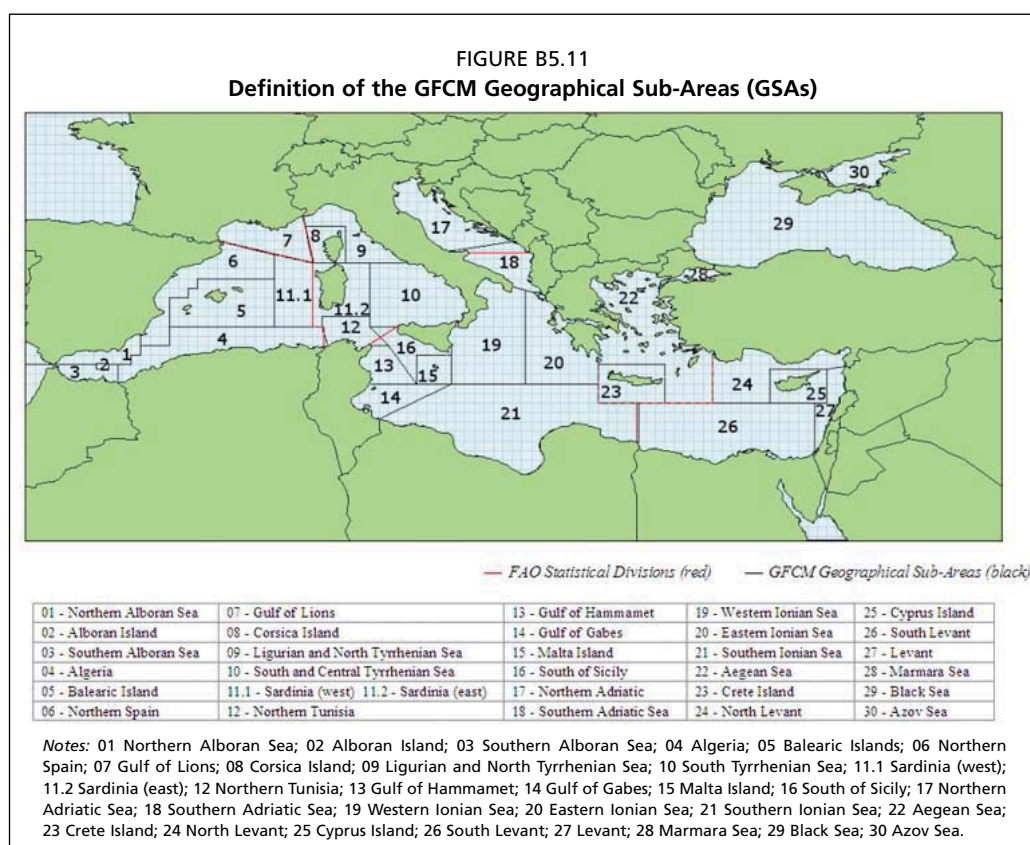 FIGURE B5.11
Definition of the GFCM Geographical Sub-Areas (GSAs)
30
29
17
7
8
9
18
28
6
22
11.1
10
5
11.2
12
4
16
19
1
20
2
13
24
3
15
23
25
14
27
21
26
FAO Statistical Divisions (red)
GFCM Geographical Sub-Areas (black)
01 - Northern Alboran Sea 07 - Gulf of Lions 13 - Gulf of Hammamet 19 - Western Ionian Sea 25 - Cyprus Island
02 - Alboran Island 08 - Corsica Island 14 - Gulf of Gabes 20 - Eastern Ionian Sea 26 - South Levant
03 - Southern Alboran Sea 09 - Ligurian and North Tyrrhenian Sea 15 - Malta Island 21 - Southern Ionian Sea 27 - Levant
04 - Algeria 10 - South and Central Tyrrhenian Sea 16 - South of Sicily 22 - Aegean Sea 28 - Marmara Sea
05 - Balearic Island 11.1 - Sardinia (west) 11.2 - Sardinia (east) 17 - Northern Adriatic 23 - Crete Island 29 - Black Sea
06 - Northern Spain 12 - Northern Tunisia 18 - Southern Adriatic Sea 24 - North Levant 30 - Azov Sea
Notes: 01 Northern Alboran Sea; 02 Alboran Island; 03 Southern Alboran Sea; 04 Algeria; 05 Balearic Islands; 06 Northern
Spain; 07 Gulf of Lions; 08 Corsica Island; 09 Ligurian and North Tyrrhenian Sea; 10 South Tyrrhenian Sea; 11.1 Sardinia (west);
11.2 Sardinia (east); 12 Northern Tunisia; 13 Gulf of Hammamet; 14 Gulf of Gabes; 15 Malta Island; 16 South of Sicily; 17 Northern
Adriatic Sea; 18 Southern Adriatic Sea; 19 Western Ionian Sea; 20 Eastern Ionian Sea; 21 Southern Ionian Sea; 22 Aegean Sea;
23 Crete Island; 24 North Levant; 25 Cyprus Island; 26 South Levant; 27 Levant; 28 Marmara Sea; 29 Black Sea; 30 Azov Sea.